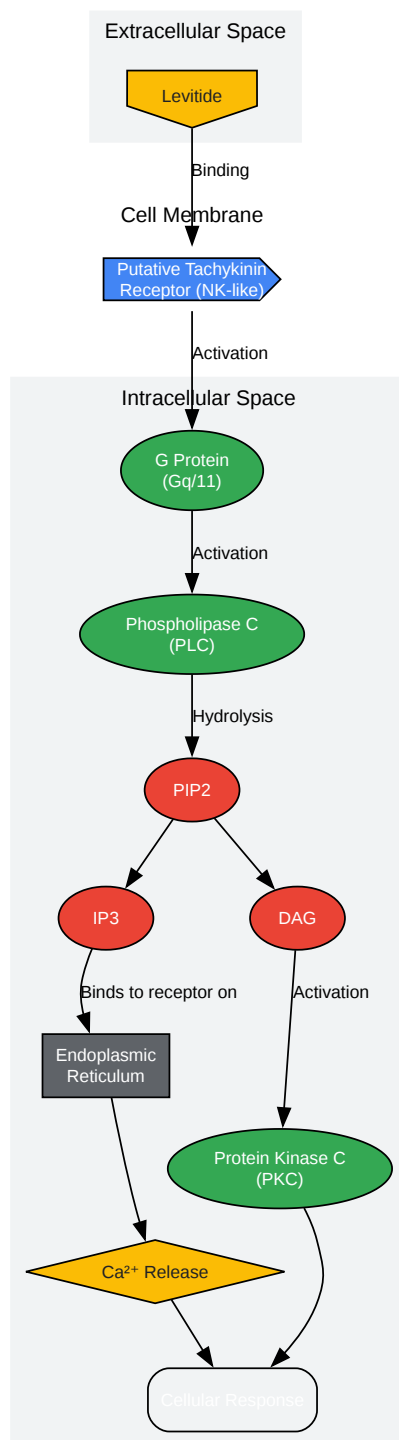 Extracellular Space
Levitide
Binding
Cell Membrane
Putative Tachykinin
Receptor (NK-like)
Activation
Intracellular Space
G Protein
(Gq/11)
Activation
Phospholipase C
(PLC)
Hydrolysis
PIP2
IP3
DAG
Binds to receptor on
Activation
Endoplasmic
Reticulum
Protein Kinase C
(PKC)
Ca²⁺ Release
Cellular Response